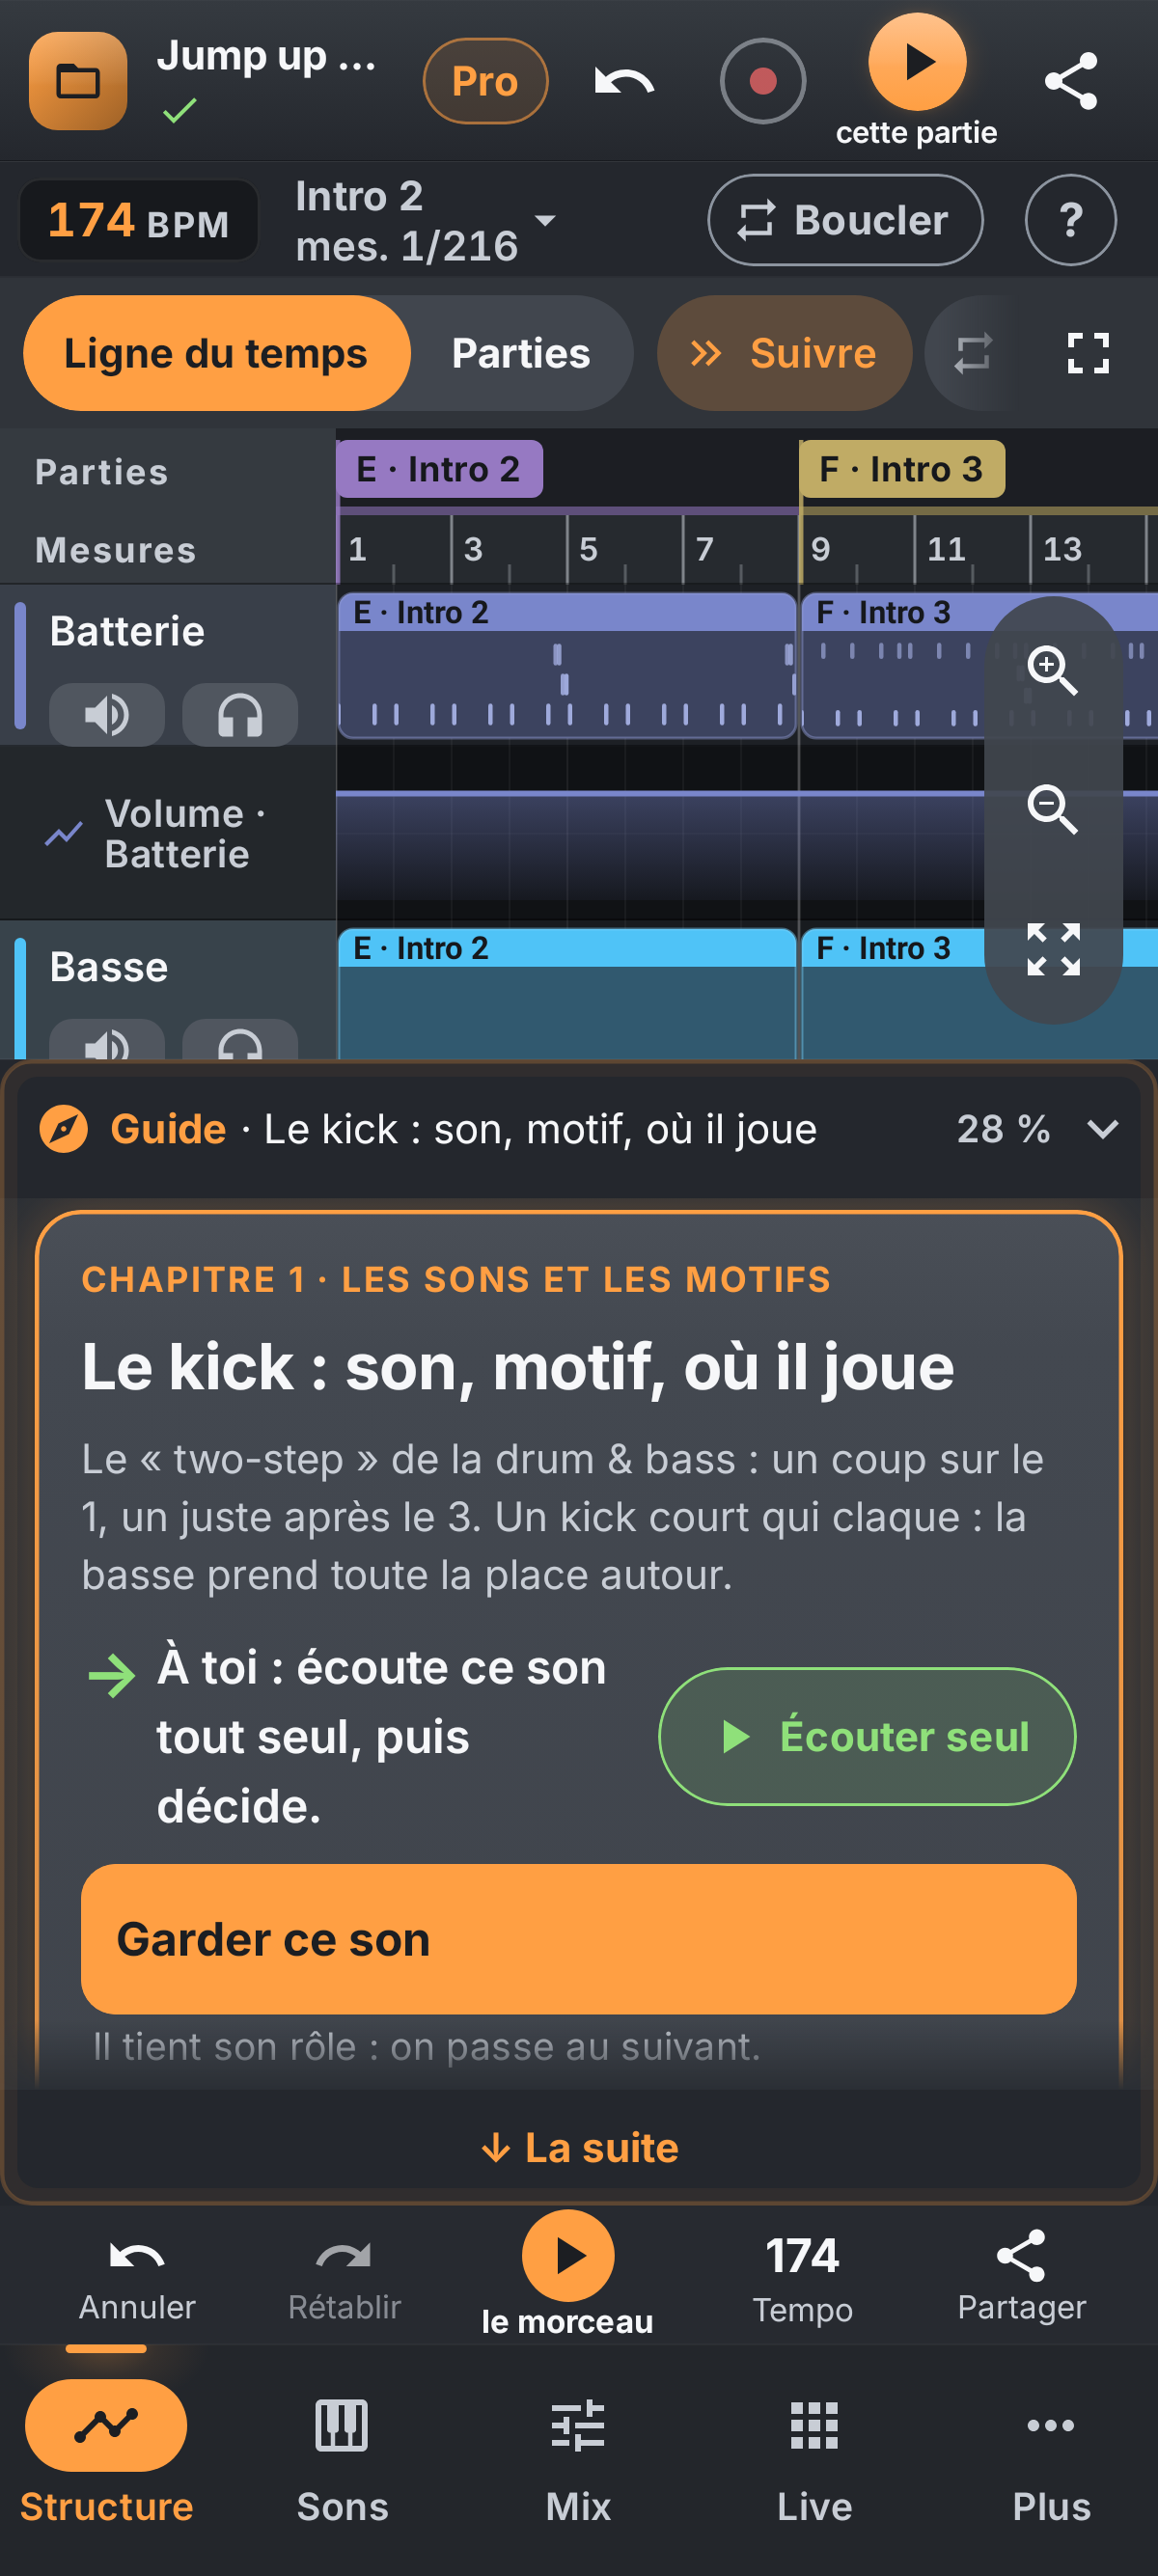 Jump up ...
Pro
cette partie
174 BPM
Intro 2
mes. 1/216
Boucler
?
Ligne du temps
Parties
Suivre
Parties
E · Intro 2
F · Intro 3
Mesures
1
3
5
7
9
11
13
Batterie
E · Intro 2
F · Intro 3
Volume ·
Batterie
Basse
E · Intro 2
F · Intro 3
Guide · Le kick : son, motif, où il joue
28 %
CHAPITRE 1 · LES SONS ET LES MOTIFS
Le kick : son, motif, où il joue
Le « two-step » de la drum & bass : un coup sur le
1, un juste après le 3. Un kick court qui claque : la
basse prend toute la place autour.
À toi : écoute ce son
tout seul, puis
décide.
Écouter seul
Garder ce son
Il tient son rôle : on passe au suivant.
La suite
Annuler
Rétablir
le morceau
174
Tempo
Partager
Structure
Sons
Mix
Live
Plus